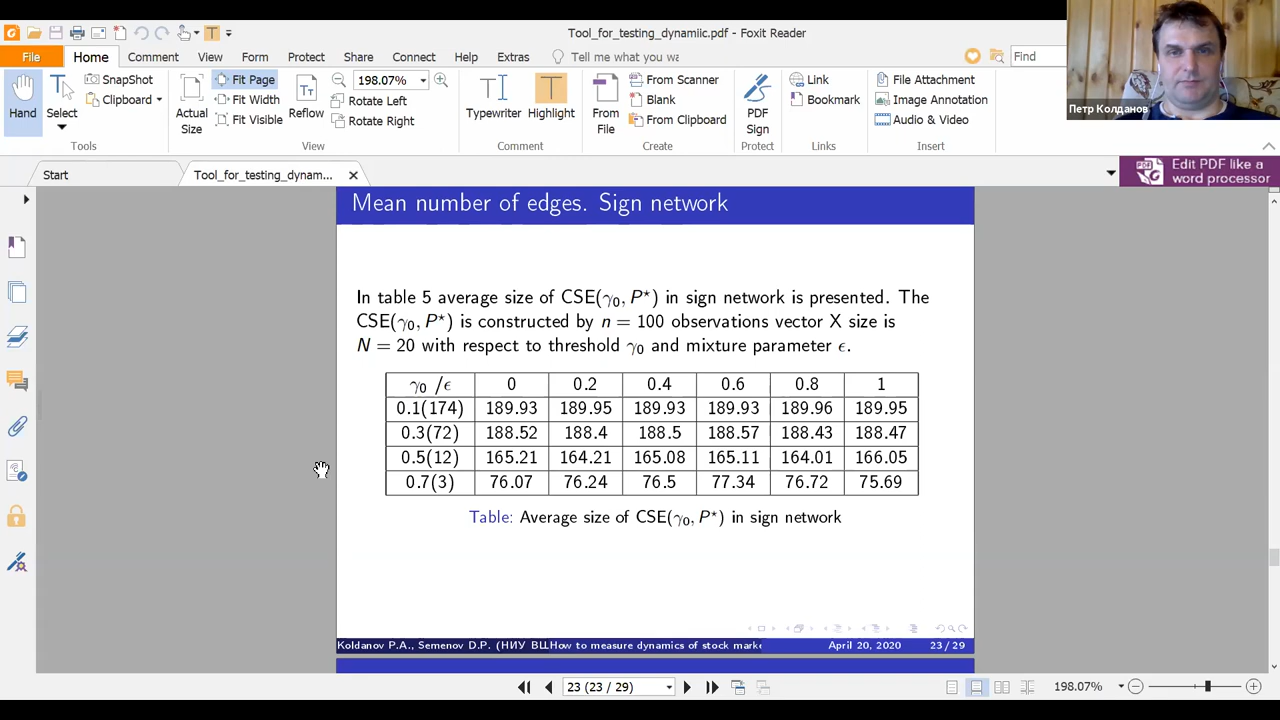 Tool_for_testing_dynamiic.pdf - Foxit Reader
File Home Comment View Form Protect Share Connect Help Extras Tell me what you wa Find
Hand
Select
SnapShot
Clipboard
Tools
Actual Size
Fit Page
Fit Width
Fit Visible
Reflow
198.07%
Rotate Left
Rotate Right
View
Typewriter
Highlight
Comment
From File
From Scanner
Blank
From Clipboard
Create
PDF Sign
Protect
Link
Bookmark
Links
File Attachment
Image Annotation
Audio & Video
Insert
Петр Колданов
Start
Tool_for_testing_dynam...
Edit PDF like a
word processor
Mean number of edges. Sign network
In table 5 average size of CSE(γ₀, P⋆) in sign network is presented. The
CSE(γ₀, P⋆) is constructed by n = 100 observations vector X size is
N = 20 with respect to threshold γ₀ and mixture parameter ϵ.
γ₀ /ϵ 0 0.2 0.4 0.6 0.8 1
0.1(174) 189.93 189.95 189.93 189.93 189.96 189.95
0.3(72) 188.52 188.4 188.5 188.57 188.43 188.47
0.5(12) 165.21 164.21 165.08 165.11 164.01 166.05
0.7(3) 76.07 76.24 76.5 77.34 76.72 75.69
Table: Average size of CSE(γ₀, P⋆) in sign network
Koldanov P.A., Semenov D.P. (НИУ ВШ How to measure dynamics of stock marke April 20, 2020 23 / 29
23 (23 / 29)
198.07%